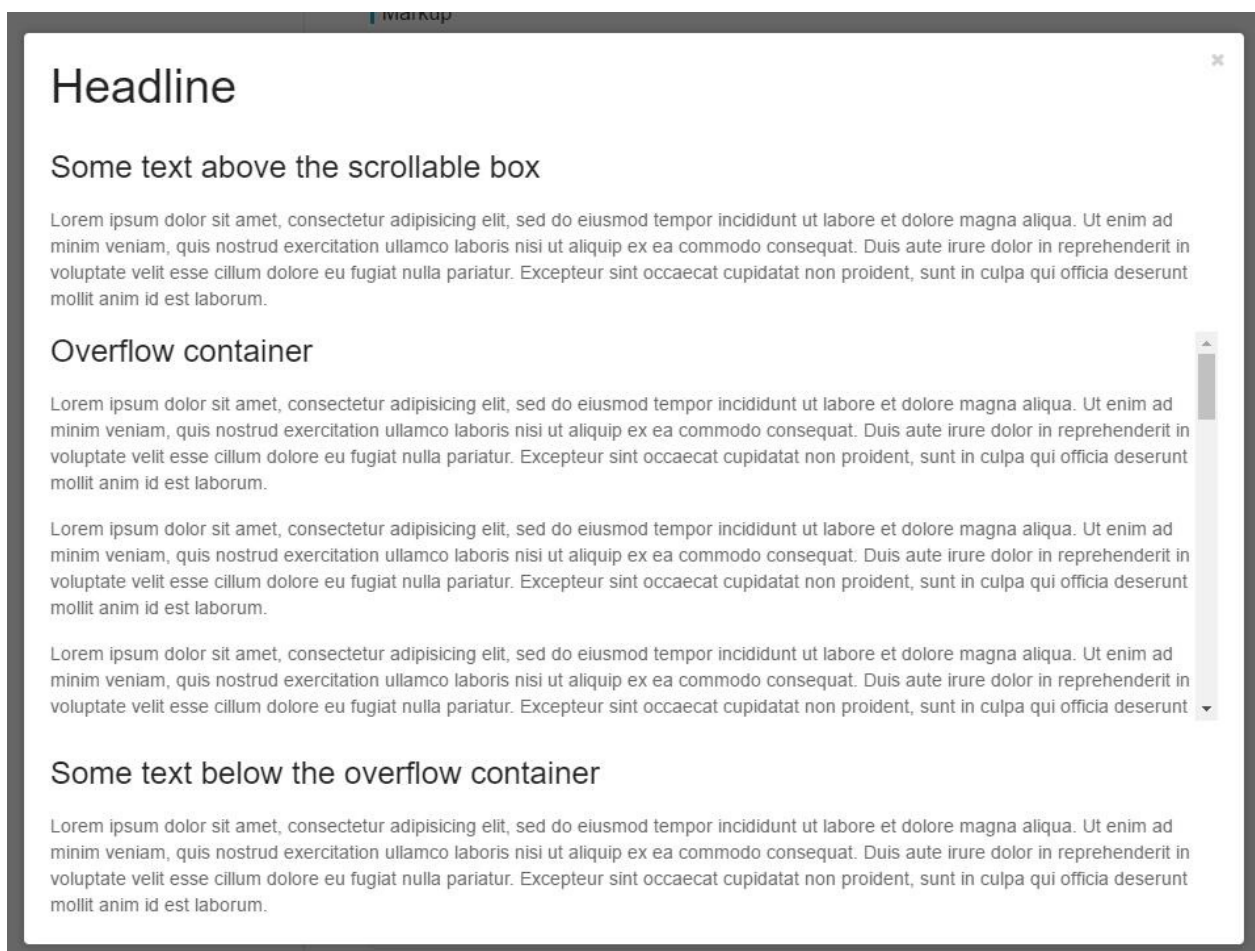 Markup
Headline
Some text above the scrollable box
Lorem ipsum dolor sit amet, consectetur adipisicing elit, sed do eiusmod tempor incididunt ut labore et dolore magna aliqua. Ut enim ad
minim veniam, quis nostrud exercitation ullamco laboris nisi ut aliquip ex ea commodo consequat. Duis aute irure dolor in reprehenderit in
voluptate velit esse cillum dolore eu fugiat nulla pariatur. Excepteur sint occaecat cupidatat non proident, sunt in culpa qui officia deserunt
mollit anim id est laborum.
Overflow container
Lorem ipsum dolor sit amet, consectetur adipisicing elit, sed do eiusmod tempor incididunt ut labore et dolore magna aliqua. Ut enim ad
minim veniam, quis nostrud exercitation ullamco laboris nisi ut aliquip ex ea commodo consequat. Duis aute irure dolor in reprehenderit in
voluptate velit esse cillum dolore eu fugiat nulla pariatur. Excepteur sint occaecat cupidatat non proident, sunt in culpa qui officia deserunt
mollit anim id est laborum.
Lorem ipsum dolor sit amet, consectetur adipisicing elit, sed do eiusmod tempor incididunt ut labore et dolore magna aliqua. Ut enim ad
minim veniam, quis nostrud exercitation ullamco laboris nisi ut aliquip ex ea commodo consequat. Duis aute irure dolor in reprehenderit in
voluptate velit esse cillum dolore eu fugiat nulla pariatur. Excepteur sint occaecat cupidatat non proident, sunt in culpa qui officia deserunt
mollit anim id est laborum.
Lorem ipsum dolor sit amet, consectetur adipisicing elit, sed do eiusmod tempor incididunt ut labore et dolore magna aliqua. Ut enim ad
minim veniam, quis nostrud exercitation ullamco laboris nisi ut aliquip ex ea commodo consequat. Duis aute irure dolor in reprehenderit in
voluptate velit esse cillum dolore eu fugiat nulla pariatur. Excepteur sint occaecat cupidatat non proident, sunt in culpa qui officia deserunt
Some text below the overflow container
Lorem ipsum dolor sit amet, consectetur adipisicing elit, sed do eiusmod tempor incididunt ut labore et dolore magna aliqua. Ut enim ad
minim veniam, quis nostrud exercitation ullamco laboris nisi ut aliquip ex ea commodo consequat. Duis aute irure dolor in reprehenderit in
voluptate velit esse cillum dolore eu fugiat nulla pariatur. Excepteur sint occaecat cupidatat non proident, sunt in culpa qui officia deserunt
mollit anim id est laborum.